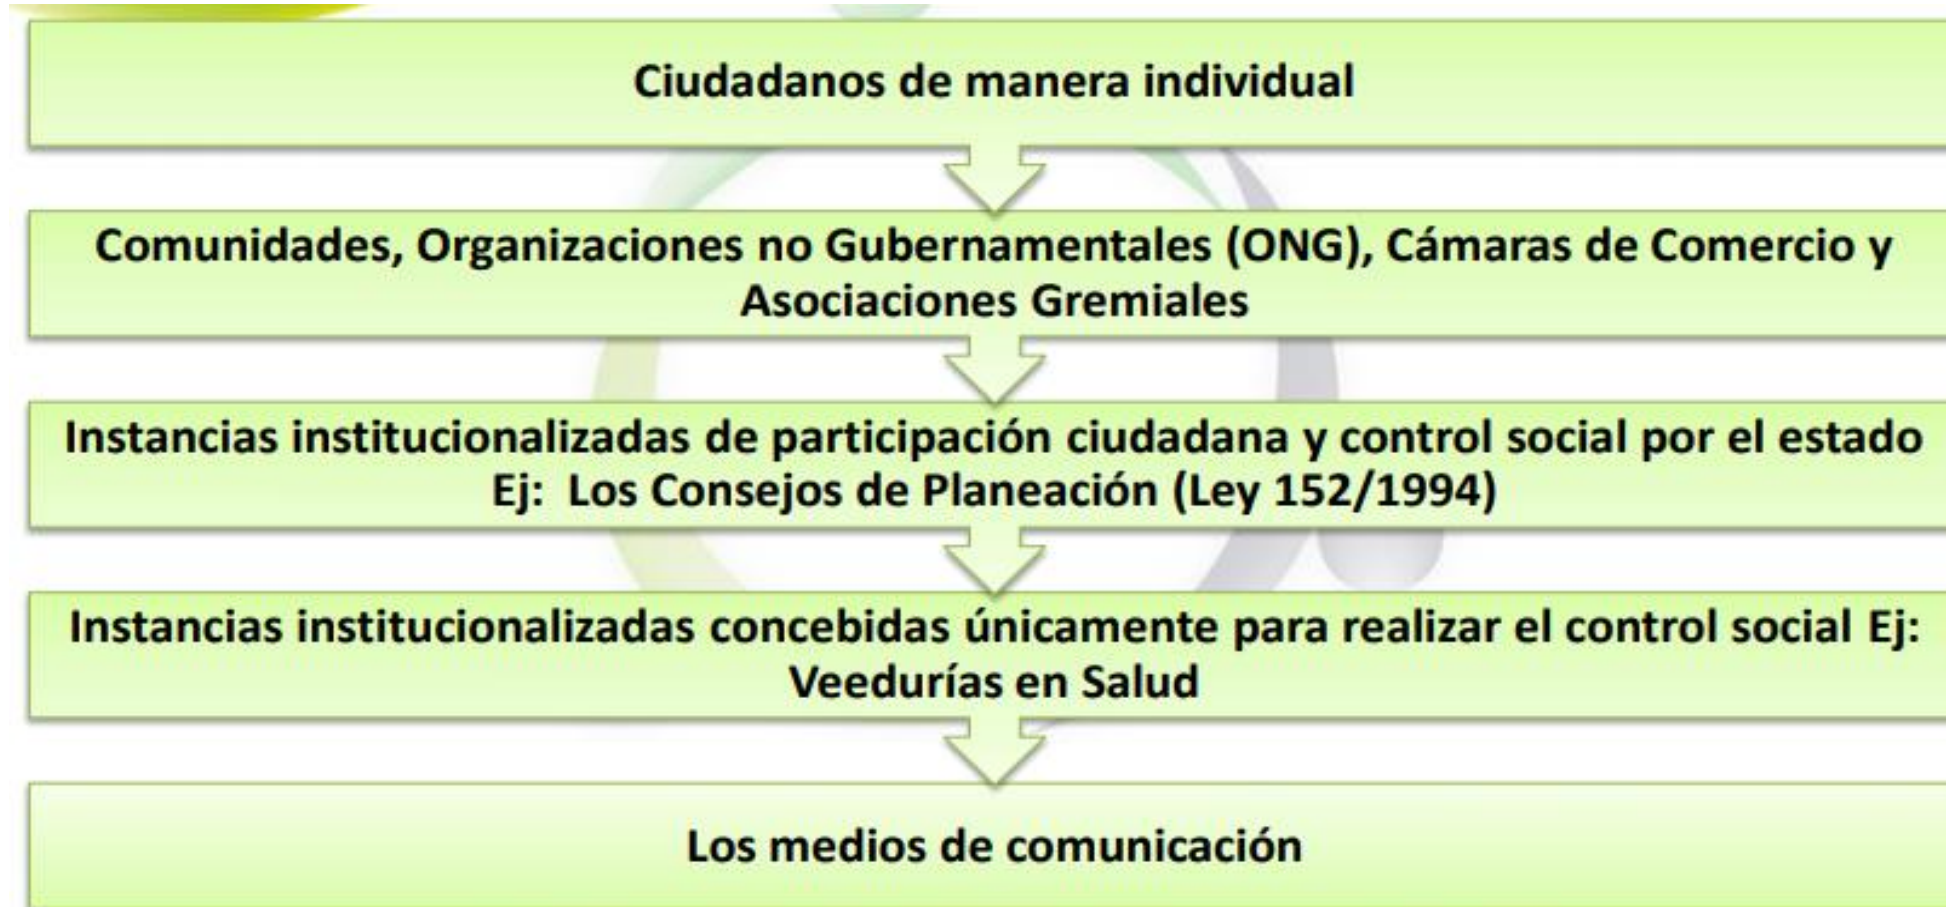 Ciudadanos de manera individual
Comunidades, Organizaciones no Gubernamentales (ONG), Cámaras de Comercio y
Asociaciones Gremiales
Instancias institucionalizadas de participación ciudadana y control social por el estado
Ej:  Los Consejos de Planeación (Ley 152/1994)
Instancias institucionalizadas concebidas únicamente para realizar el control social Ej:
Veedurías en Salud
Los medios de comunicación